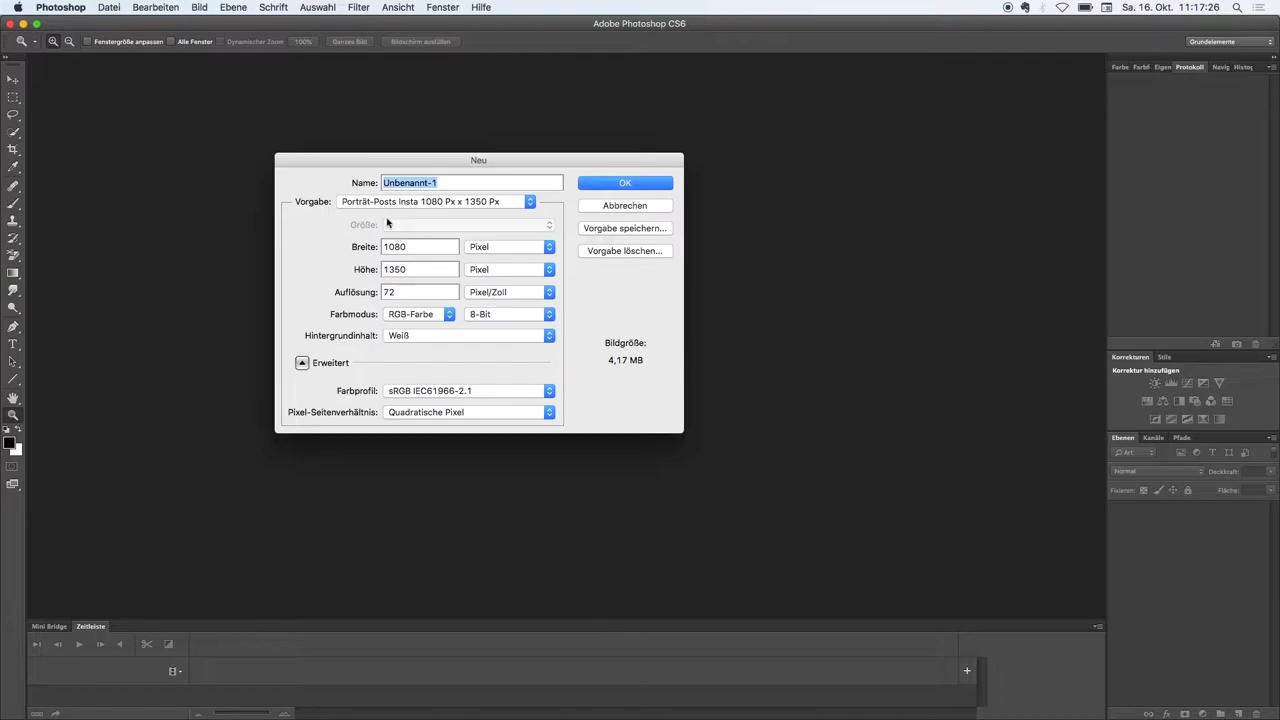 Photoshop Datei Bearbeiten Bild Ebene Schrift Auswahl Filter Ansicht Fenster Hilfe Sa. 16. Okt. 11:17:26
Adobe Photoshop CS6
Fenstergröße anpassen Alle Fenster Dynamischer Zoom 100% Ganzes Bild Bildschirm ausfüllen Grundelemente
Farbe Farbf Eigen Protokoll Navig Histog
Neu
Name: Unbenannt-1 OK
Vorgabe: Porträt-Posts Insta 1080 Px x 1350 Px Abbrechen
Größe: Vorgabe speichern...
Breite: 1080 Pixel Vorgabe löschen...
Höhe: 1350 Pixel
Auflösung: 72 Pixel/Zoll
Farbmodus: RGB-Farbe 8-Bit
Hintergrundinhalt: Weiß
Bildgröße:
4,17 MB
Erweitert
Farbprofil: sRGB IEC61966-2.1
Pixel-Seitenverhältnis: Quadratische Pixel
Korrekturen Stile
Korrektur hinzufügen
Ebenen Kanäle Pfade
Art
Normal Deckkraft:
Fixieren: Fläche:
Mini Bridge Zeitleiste